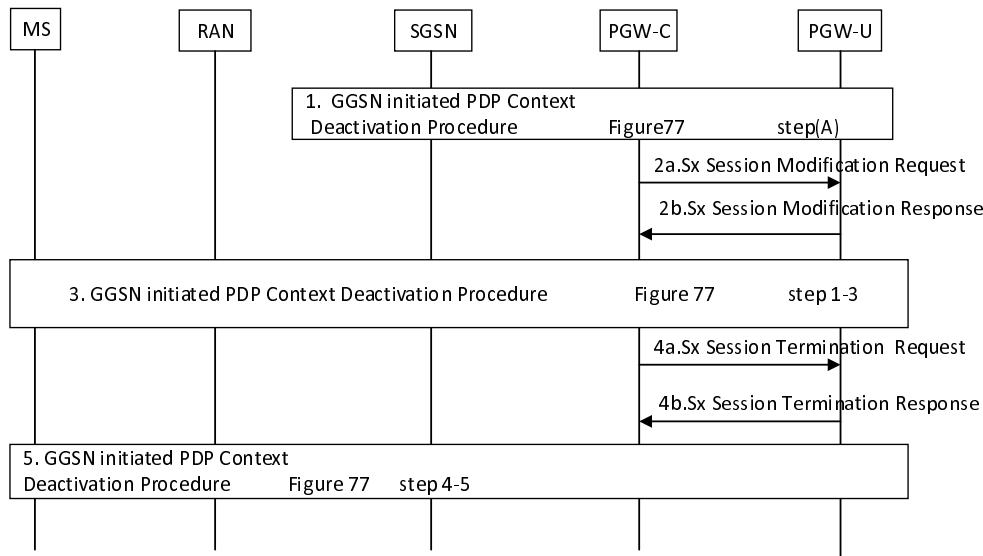 MS
RAN
SGSN
PGW-C
PGW-U
1. GGSN initiated PDP Context
Deactivation Procedure Figure77 step(A)
2a.Sx Session Modification Request
2b.Sx Session Modification Response
3. GGSN initiated PDP Context Deactivation Procedure Figure 77 step 1-3
4a.Sx Session Termination Request
4b.Sx Session Termination Response
5. GGSN initiated PDP Context
Deactivation Procedure Figure 77 step 4-5